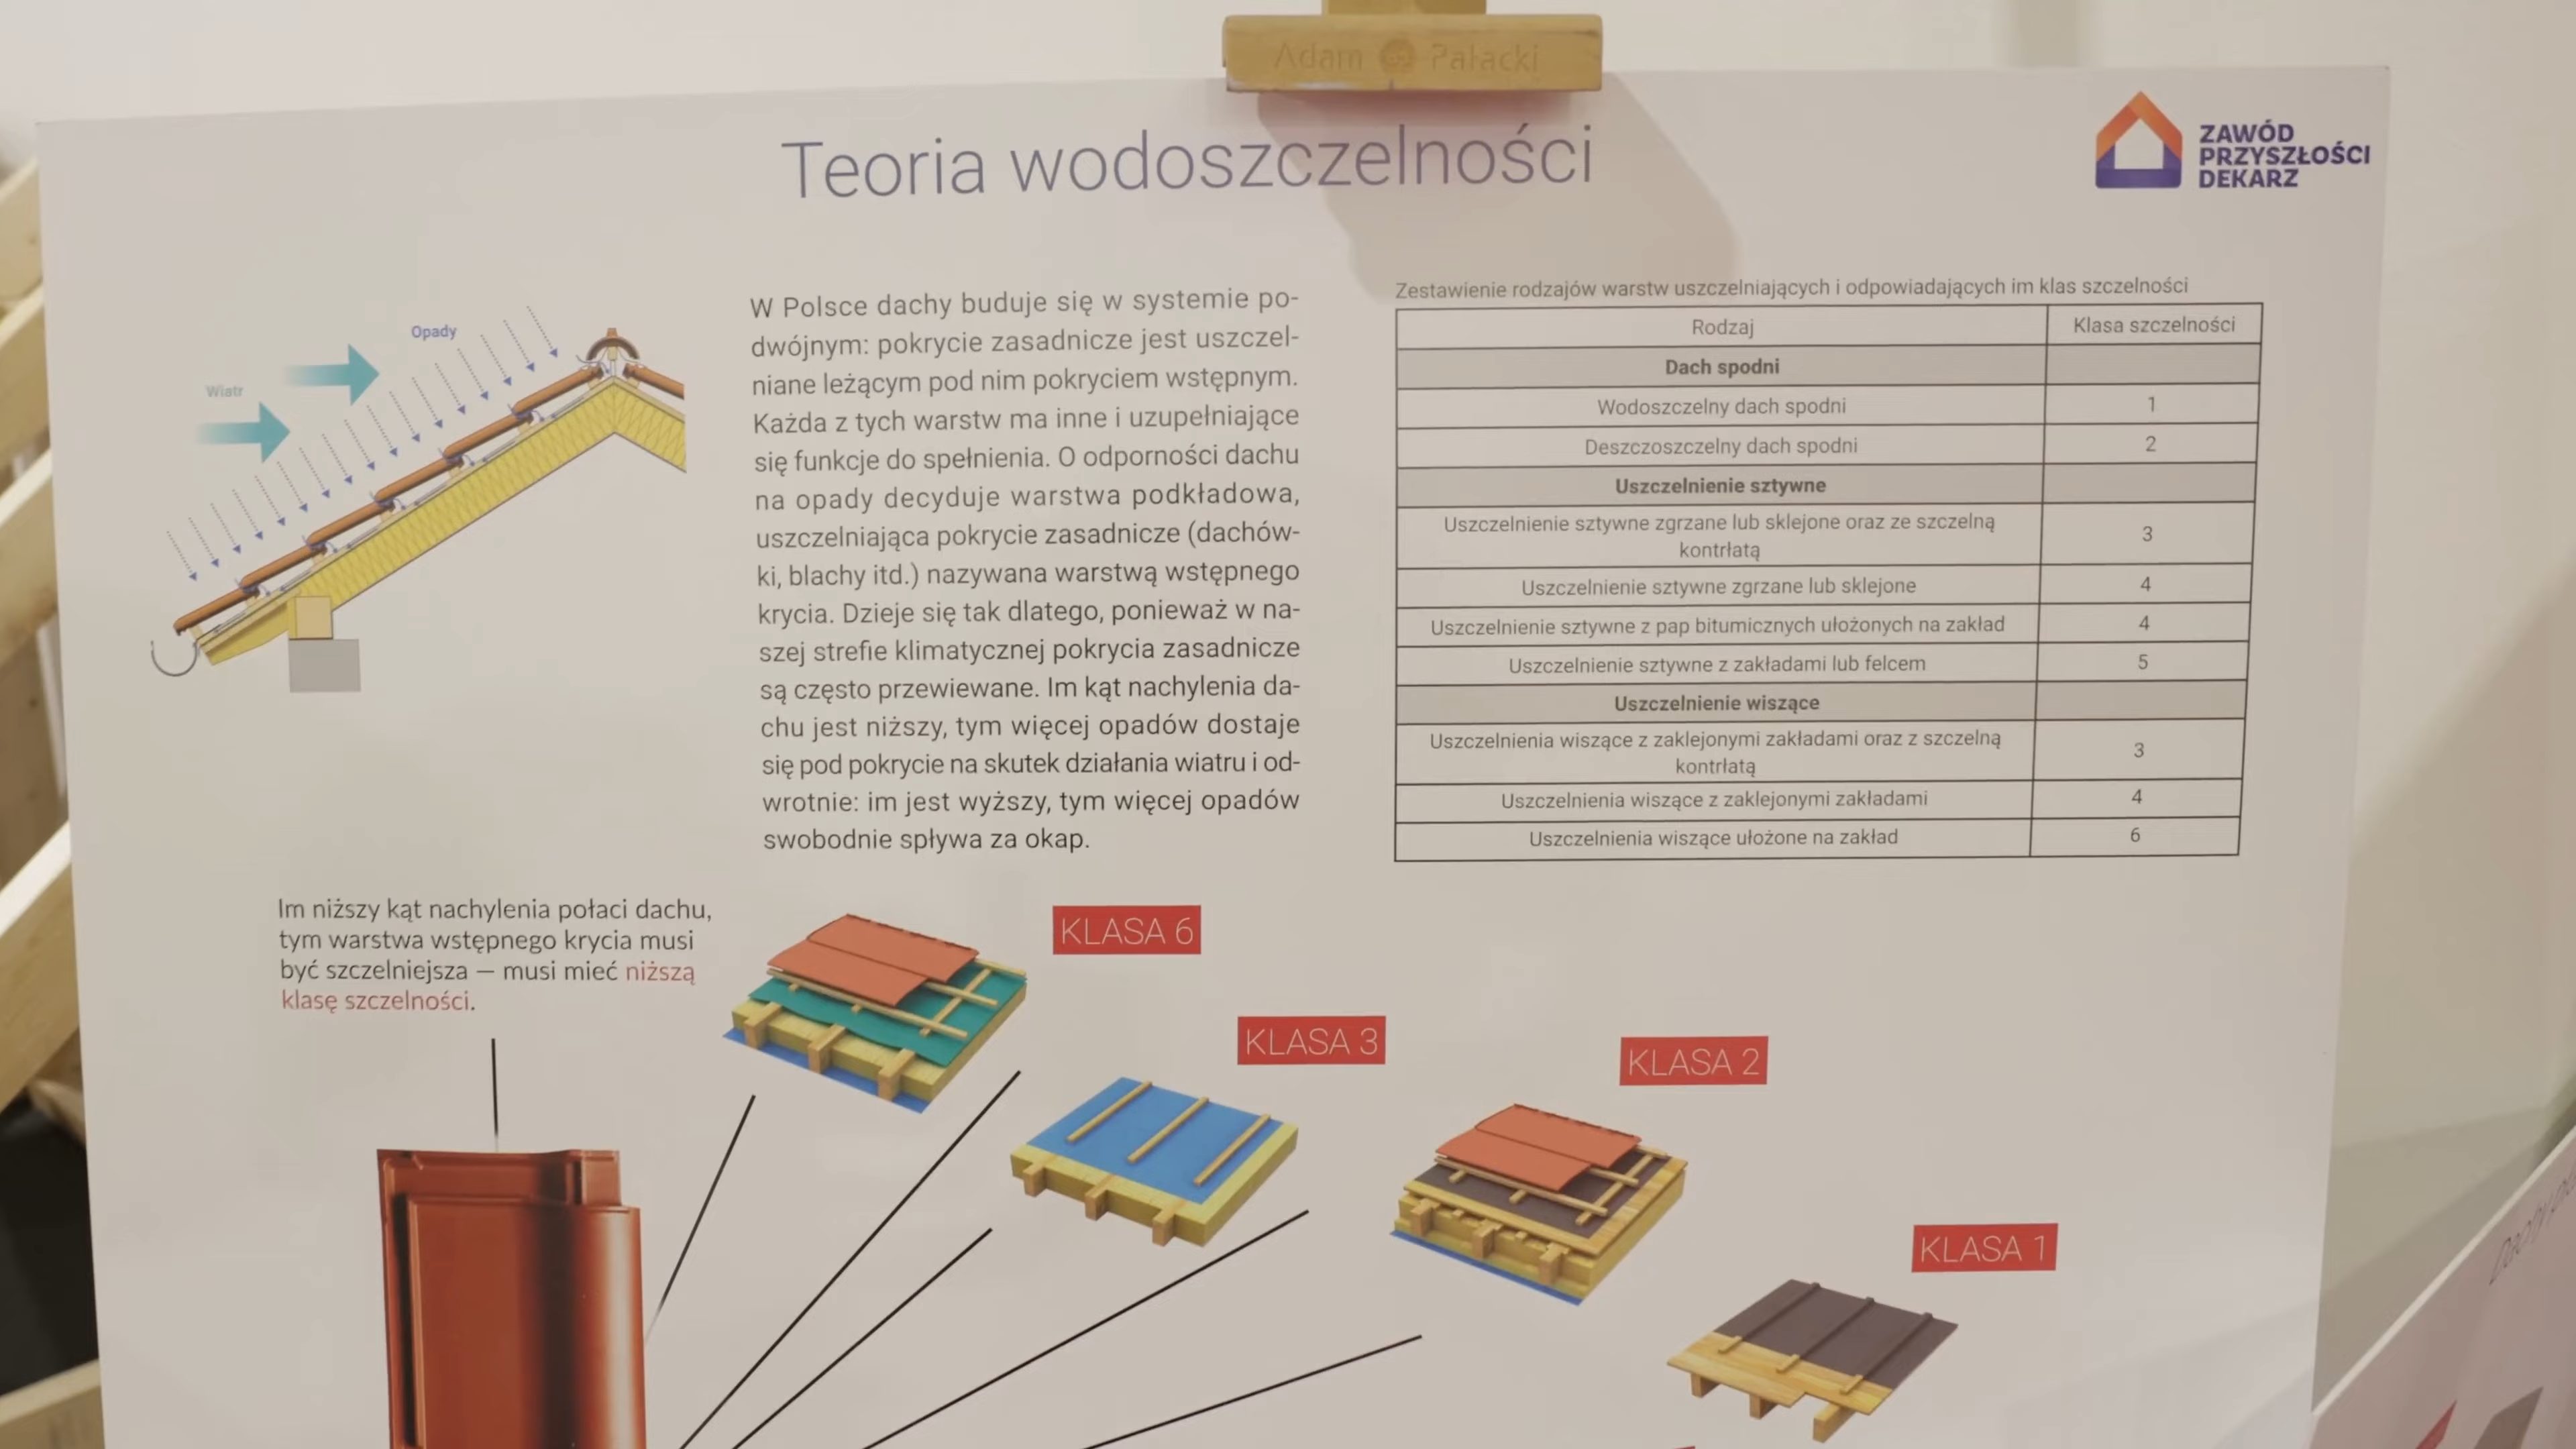 Adam Pałacki
Teoria wodoszczelności
ZAWÓD
PRZYSZŁOŚCI
DEKARZ
Opady
Wiatr
W Polsce dachy buduje się w systemie po-
dwójnym: pokrycie zasadnicze jest uszczel-
niane leżącym pod nim pokryciem wstępnym.
Każda z tych warstw ma inne i uzupełniające
się funkcje do spełnienia. O odporności dachu
na opady decyduje warstwa podkładowa,
uszczelniająca pokrycie zasadnicze (dachów-
ki, blachy itd.) nazywana warstwą wstępnego
krycia. Dzieje się tak dlatego, ponieważ w na-
szej strefie klimatycznej pokrycia zasadnicze
są często przewiewane. Im kąt nachylenia da-
chu jest niższy, tym więcej opadów dostaje
się pod pokrycie na skutek działania wiatru i od-
wrotnie: im jest wyższy, tym więcej opadów
swobodnie spływa za okap.
Zestawienie rodzajów warstw uszczelniających i odpowiadających im klas szczelności
Rodzaj Klasa szczelności
Dach spodni
Wodoszczelny dach spodni 1
Deszczoszczelny dach spodni 2
Uszczelnienie sztywne
Uszczelnienie sztywne zgrzane lub sklejone oraz ze szczelną
kontrłatą 3
Uszczelnienie sztywne zgrzane lub sklejone 4
Uszczelnienie sztywne z pap bitumicznych ułożonych na zakład 4
Uszczelnienie sztywne z zakładami lub felcem 5
Uszczelnienie wiszące
Uszczelnienia wiszące z zaklejonymi zakładami oraz z szczelną
kontrłatą 3
Uszczelnienia wiszące z zaklejonymi zakładami 4
Uszczelnienia wiszące ułożone na zakład 6
Im niższy kąt nachylenia połaci dachu,
tym warstwa wstępnego krycia musi
być szczelniejsza — musi mieć niższą
klasę szczelności.
KLASA 6
KLASA 3
KLASA 2
KLASA 1